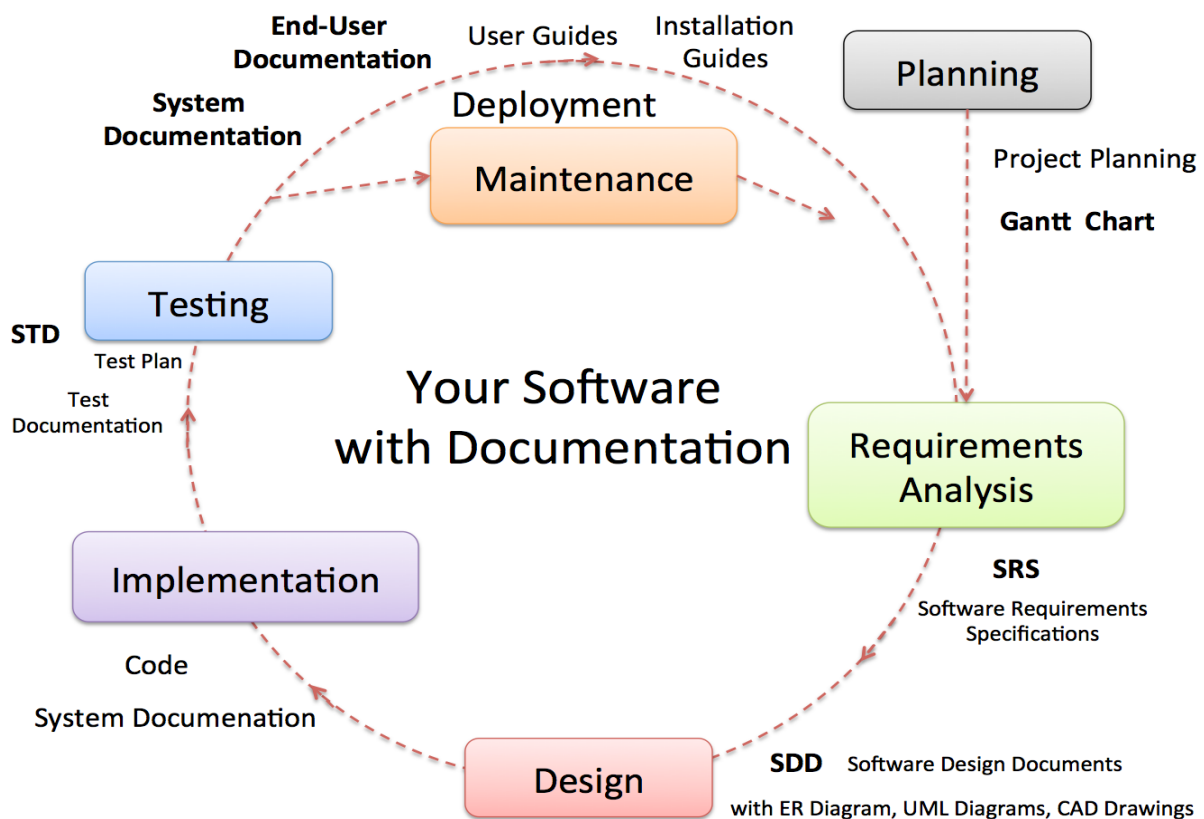 End-User
Documentation
User Guides
Installation
Guides
Planning
System
Documentation
Deployment
Maintenance
Project Planning
Gantt Chart
Testing
STD
Test Plan
Test
Documentation
Your Software
with Documentation
Requirements
Analysis
SRS
Software Requirements
Specifications
Implementation
Code
System Documenation
Design
SDD Software Design Documents
with ER Diagram, UML Diagrams, CAD Drawings